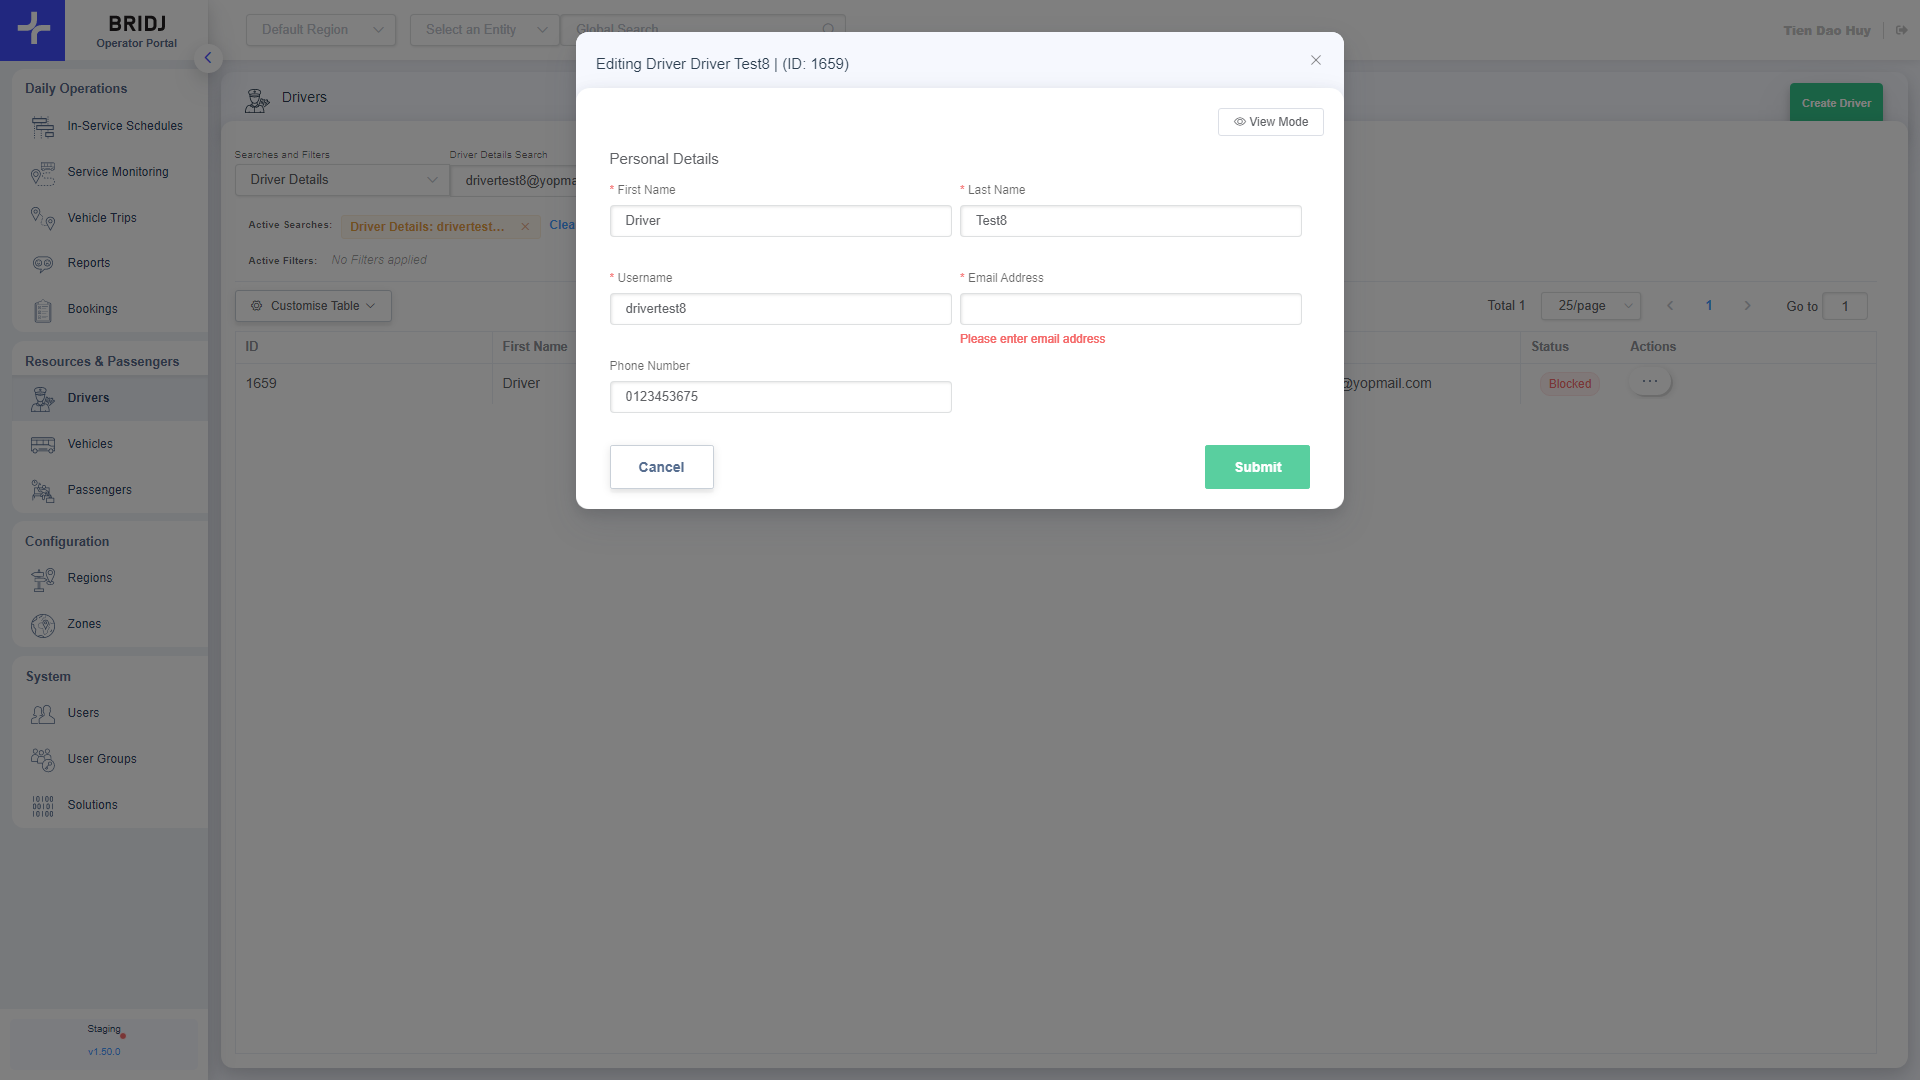 BRIDJ
Operator Portal
Default Region
Select an Entity
Global Search
Tien Dao Huy
Editing Driver Driver Test8 | (ID: 1659)
Daily Operations
In-Service Schedules
Service Monitoring
Vehicle Trips
Reports
Bookings
Resources & Passengers
Drivers
Vehicles
Passengers
Configuration
Regions
Zones
System
Users
User Groups
Solutions
10100
00101
10100
Staging
v1.50.0
Drivers
Create Driver
Searches and Filters
Driver Details Search
Driver Details
drivertest8@yopma
Active Searches:
Driver Details: drivertest...
Clea
Active Filters:
No Filters applied
Customise Table
Total 1
25/page
1
Go to
1
ID
First Name
Status
Actions
1659
Driver
@yopmail.com
Blocked
View Mode
Personal Details
* First Name
* Last Name
Driver
Test8
* Username
* Email Address
drivertest8
Please enter email address
Phone Number
0123453675
Cancel
Submit